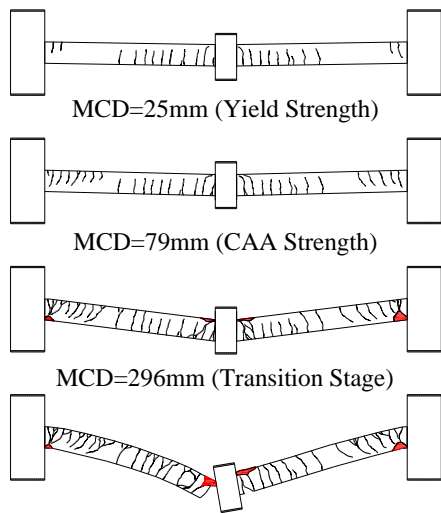 MCD=25mm (Yield Strength)
MCD=79mm (CAA Strength)
MCD=296mm (Transition Stage)